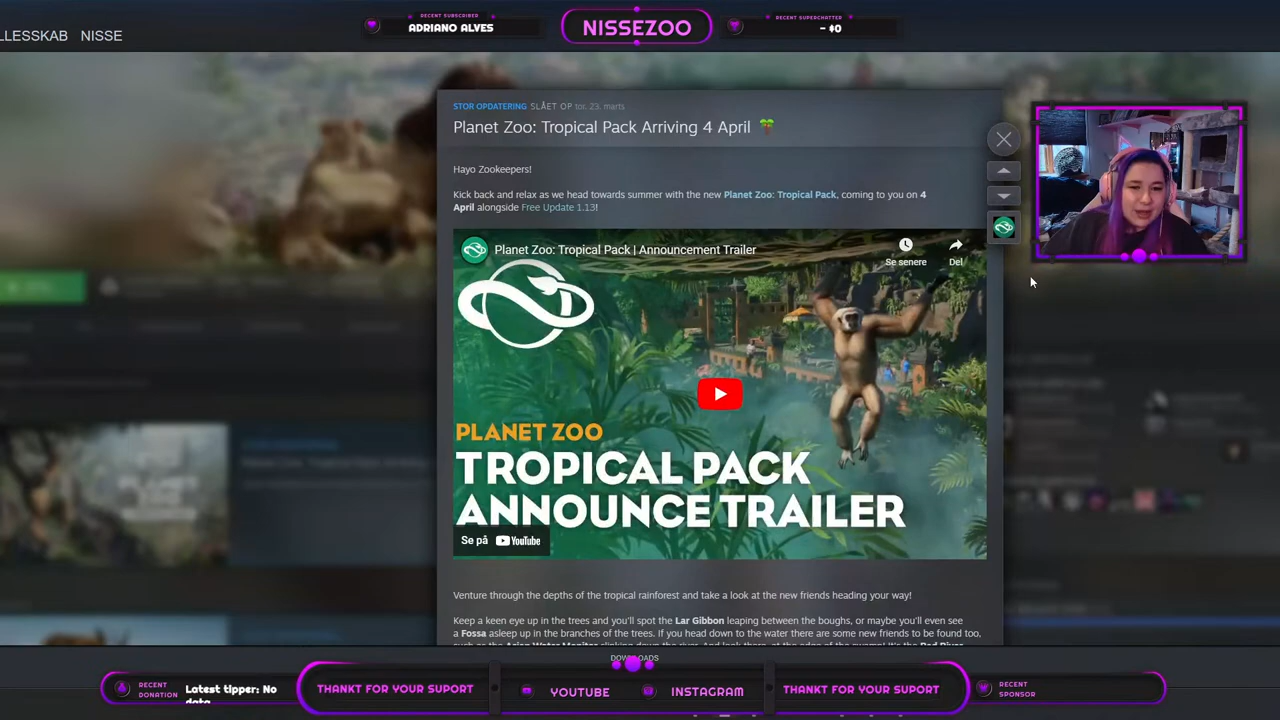 RECENT SUBSCRIBER
ADRIANO ALVES
NISSEZOO
RECENT SUPERCHATTER
- $0
LLESSKAB NISSE
STOR OPDATERING SLÅET OP tor. 23. marts
Planet Zoo: Tropical Pack Arriving 4 April
Hayo Zookeepers!
Kick back and relax as we head towards summer with the new Planet Zoo: Tropical Pack, coming to you on 4
April alongside Free Update 1.13!
Planet Zoo: Tropical Pack | Announcement Trailer
Se senere
Del
PLANET ZOO
TROPICAL PACK
ANNOUNCE TRAILER
Se på YouTube
Venture through the depths of the tropical rainforest and take a look at the new friends heading your way!
Keep a keen eye up in the trees and you'll spot the Lar Gibbon leaping between the boughs, or maybe you'll even see
a Fossa asleep up in the branches of the trees. If you head down to the water there are some new friends to be found too,
RECENT
DONATION
Latest tipper: No
data
THANKT FOR YOUR SUPORT
YOUTUBE
INSTAGRAM
THANKT FOR YOUR SUPORT
RECENT
SPONSOR